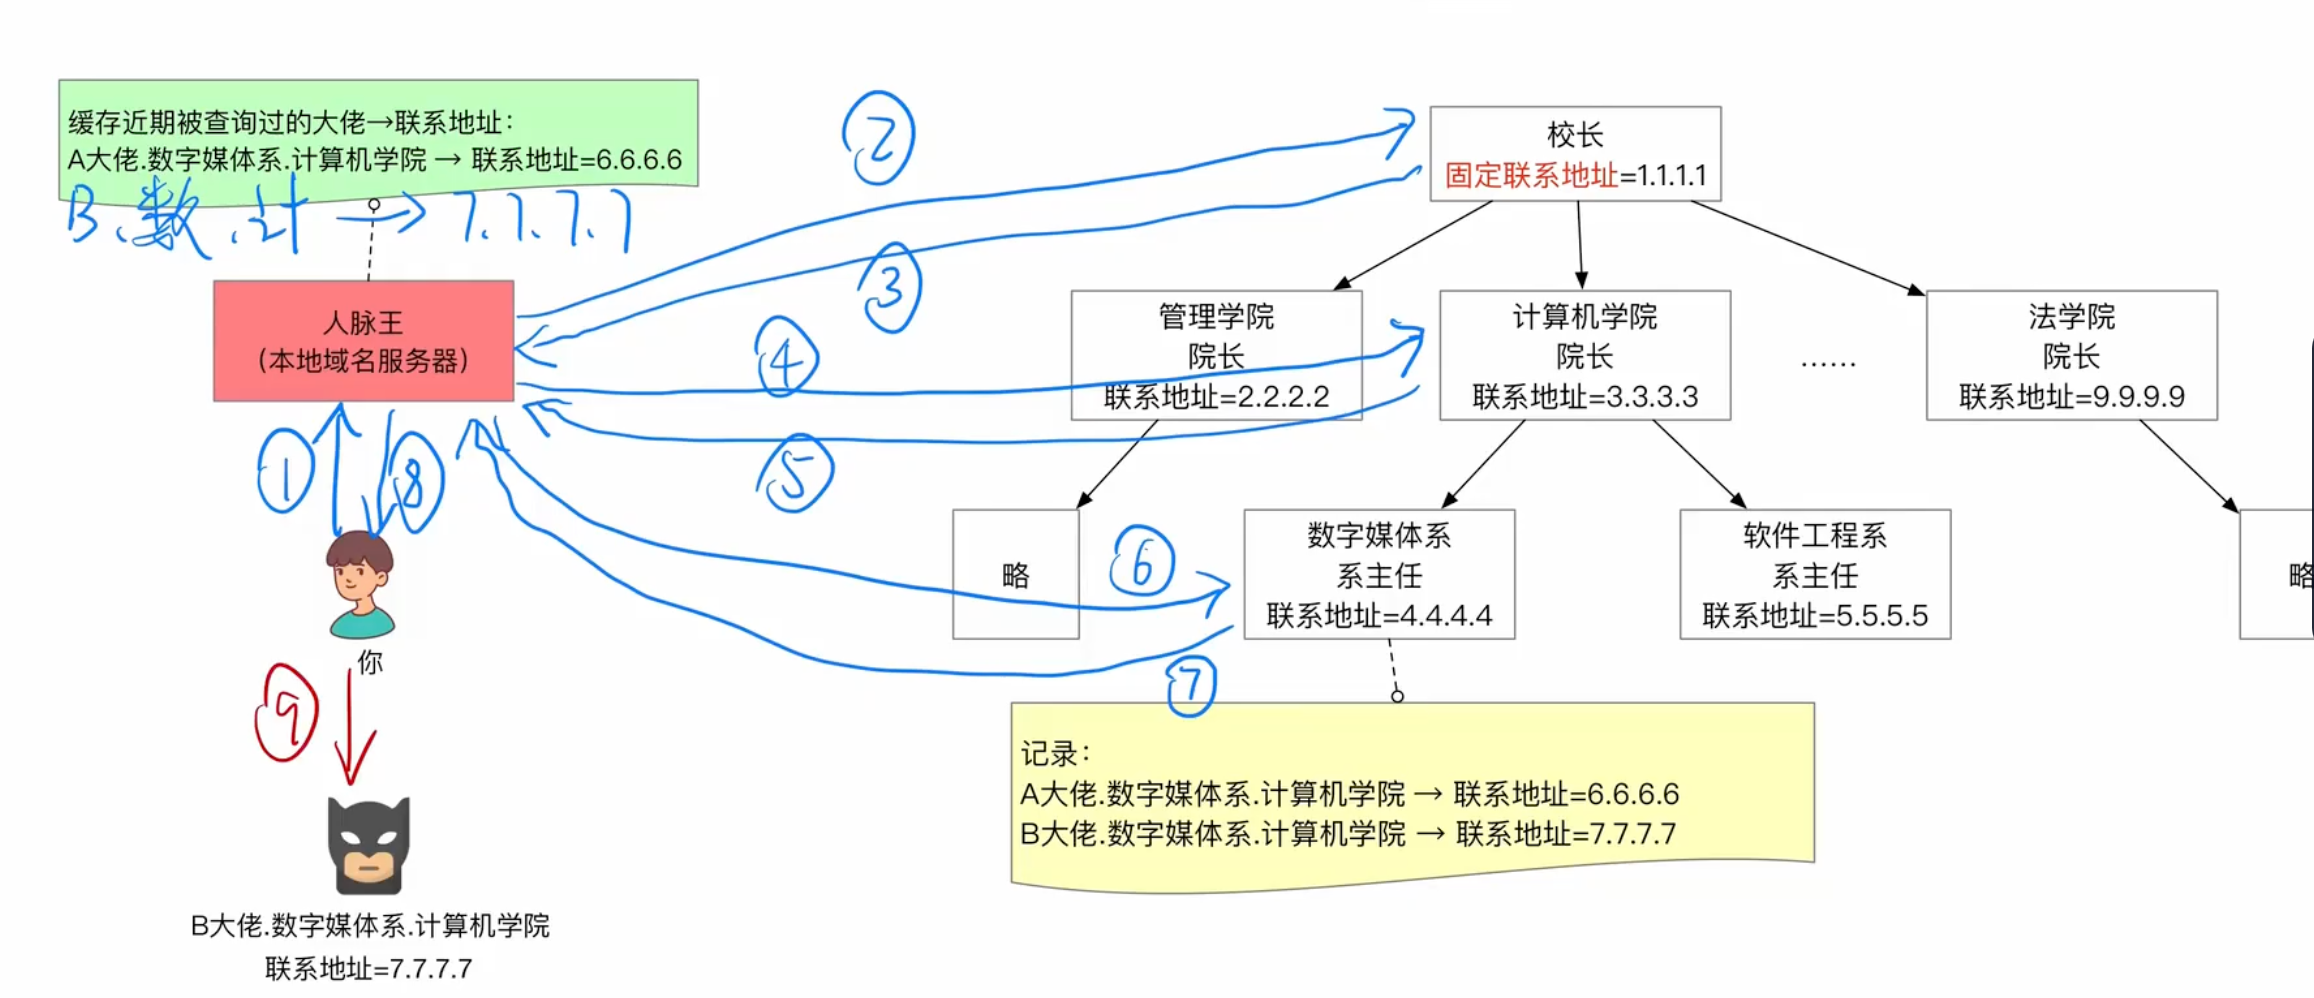 缓存近期被查询过的大佬→联系地址：
A大佬.数字媒体系.计算机学院 → 联系地址=6.6.6.6
B.数.计 → 7.7.7.7
人脉王
（本地域名服务器）
②
③
④
⑤
①
⑧
⑥
⑦
⑨
你
B大佬.数字媒体系.计算机学院
联系地址=7.7.7.7
校长
固定联系地址=1.1.1.1
管理学院
院长
联系地址=2.2.2.2
计算机学院
院长
联系地址=3.3.3.3
……
法学院
院长
联系地址=9.9.9.9
略
数字媒体系
系主任
联系地址=4.4.4.4
软件工程系
系主任
联系地址=5.5.5.5
略
记录：
A大佬.数字媒体系.计算机学院 → 联系地址=6.6.6.6
B大佬.数字媒体系.计算机学院 → 联系地址=7.7.7.7